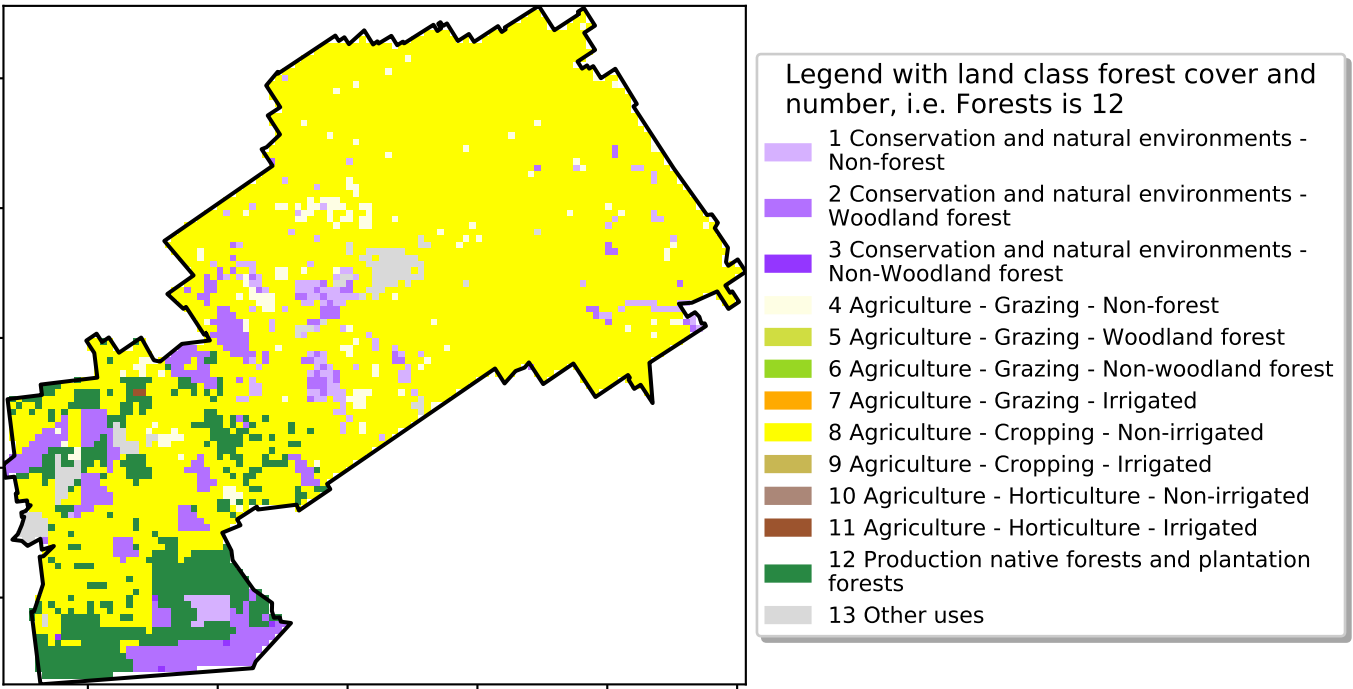 Legend with land class forest cover and
number, i.e. Forests is 12
1 Conservation and natural environments -
Non-forest
2 Conservation and natural environments -
Woodland forest
3 Conservation and natural environments -
Non-Woodland forest
4 Agriculture - Grazing - Non-forest
5 Agriculture - Grazing - Woodland forest
6 Agriculture - Grazing - Non-woodland forest
7 Agriculture - Grazing - Irrigated
8 Agriculture - Cropping - Non-irrigated
9 Agriculture - Cropping - Irrigated
10 Agriculture - Horticulture - Non-irrigated
11 Agriculture - Horticulture - Irrigated
12 Production native forests and plantation
forests
13 Other uses